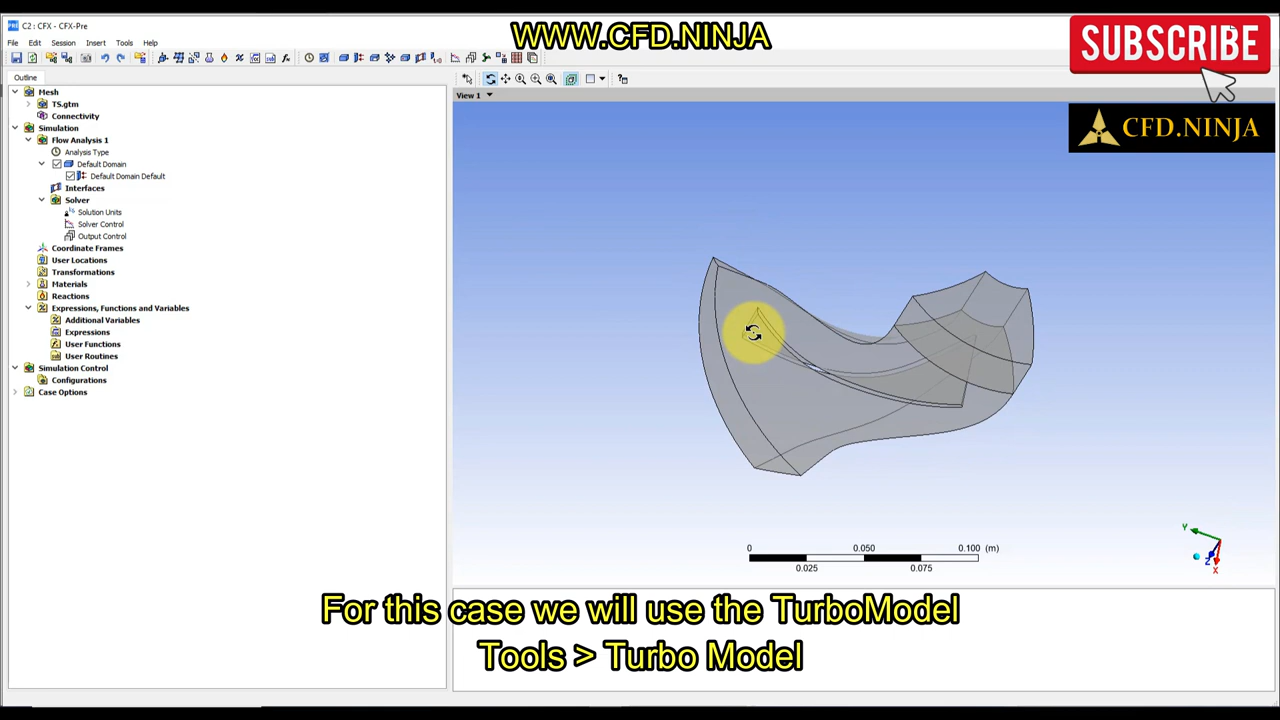 C2 : CFX - CFX-Pre
WWW.CFD.NINJA
SUBSCRIBE
File Edit Session Insert Tools Help
Outline
View 1
CFD.NINJA
Mesh
TS.gtm
Connectivity
Simulation
Flow Analysis 1
Analysis Type
Default Domain
Default Domain Default
Interfaces
Solver
Solution Units
Solver Control
Output Control
Coordinate Frames
User Locations
Transformations
Materials
Reactions
Expressions, Functions and Variables
Additional Variables
Expressions
User Functions
User Routines
Simulation Control
Configurations
Case Options
0 0.050 0.100 (m)
0.025 0.075
Y
Z
X
For this case we will use the TurboModel
Tools > Turbo Model